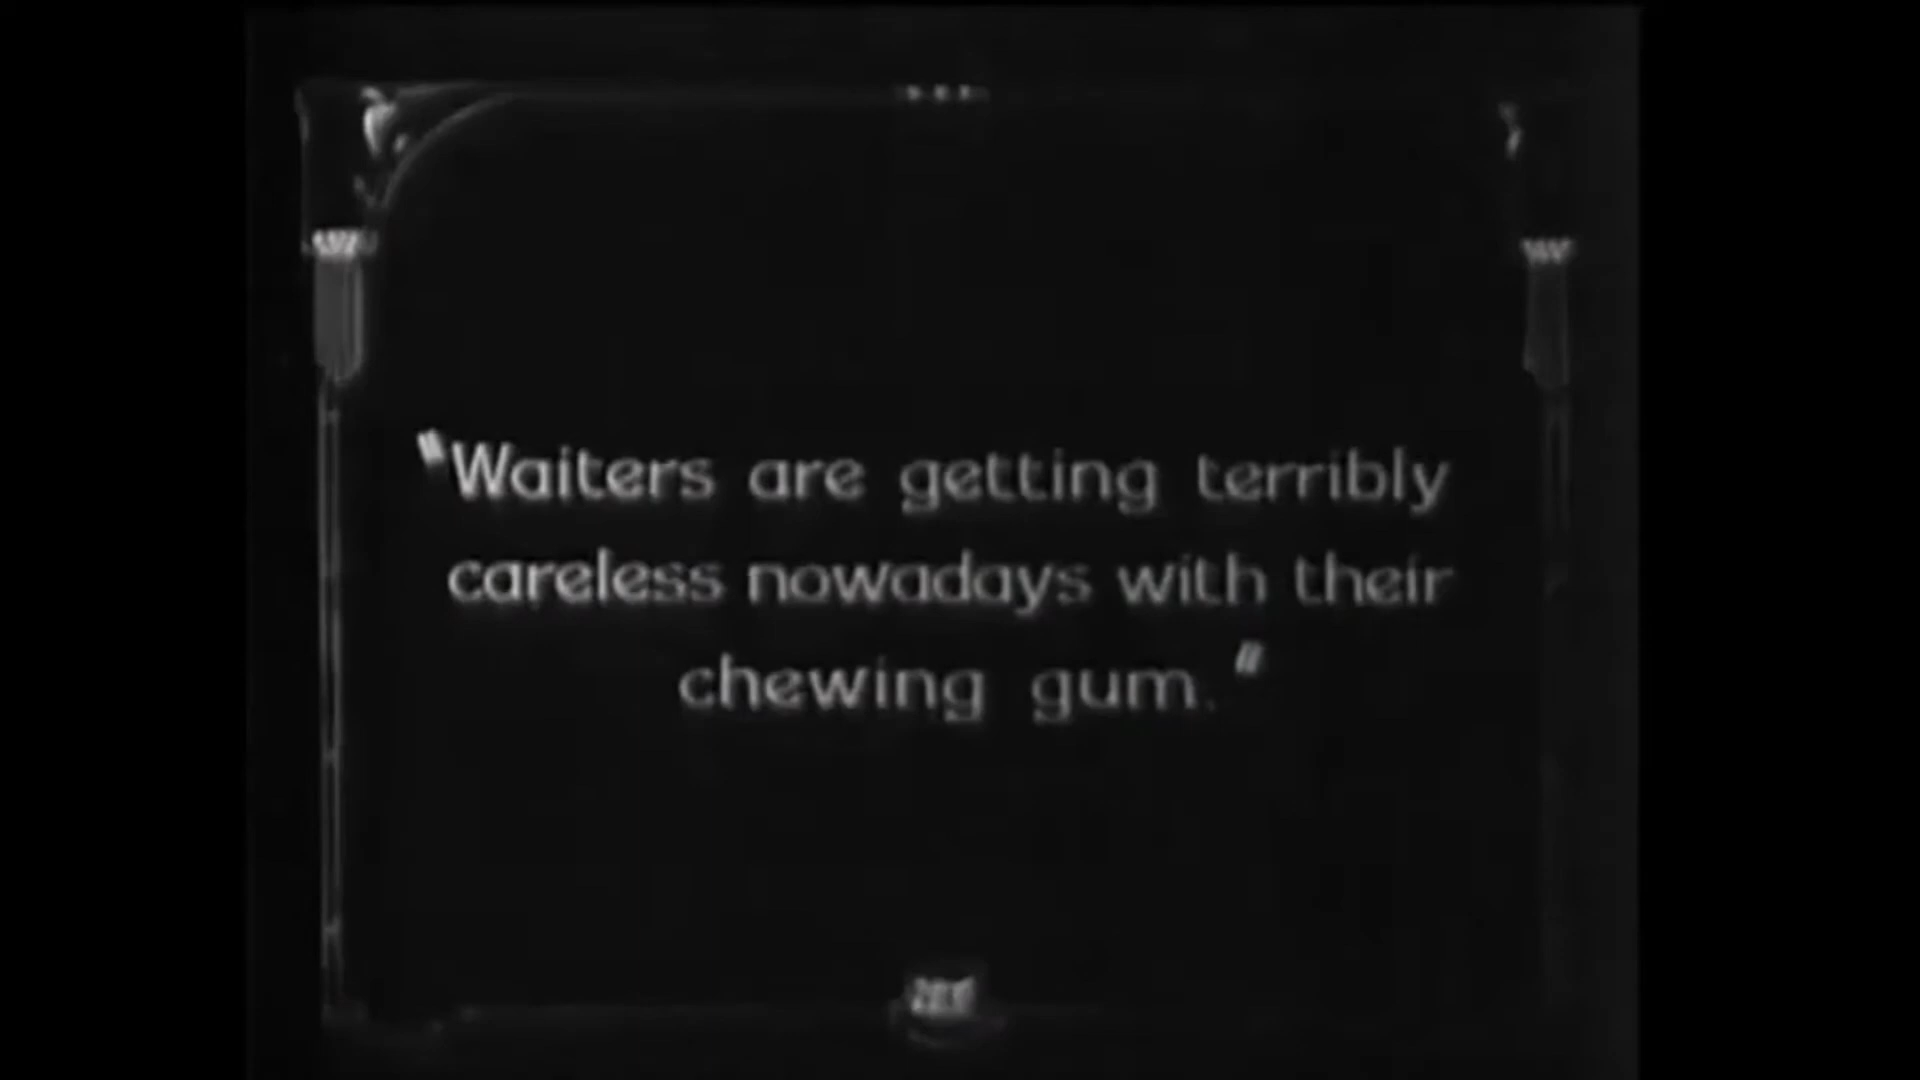 "Waiters are getting terribly
careless nowadays with their
chewing gum."